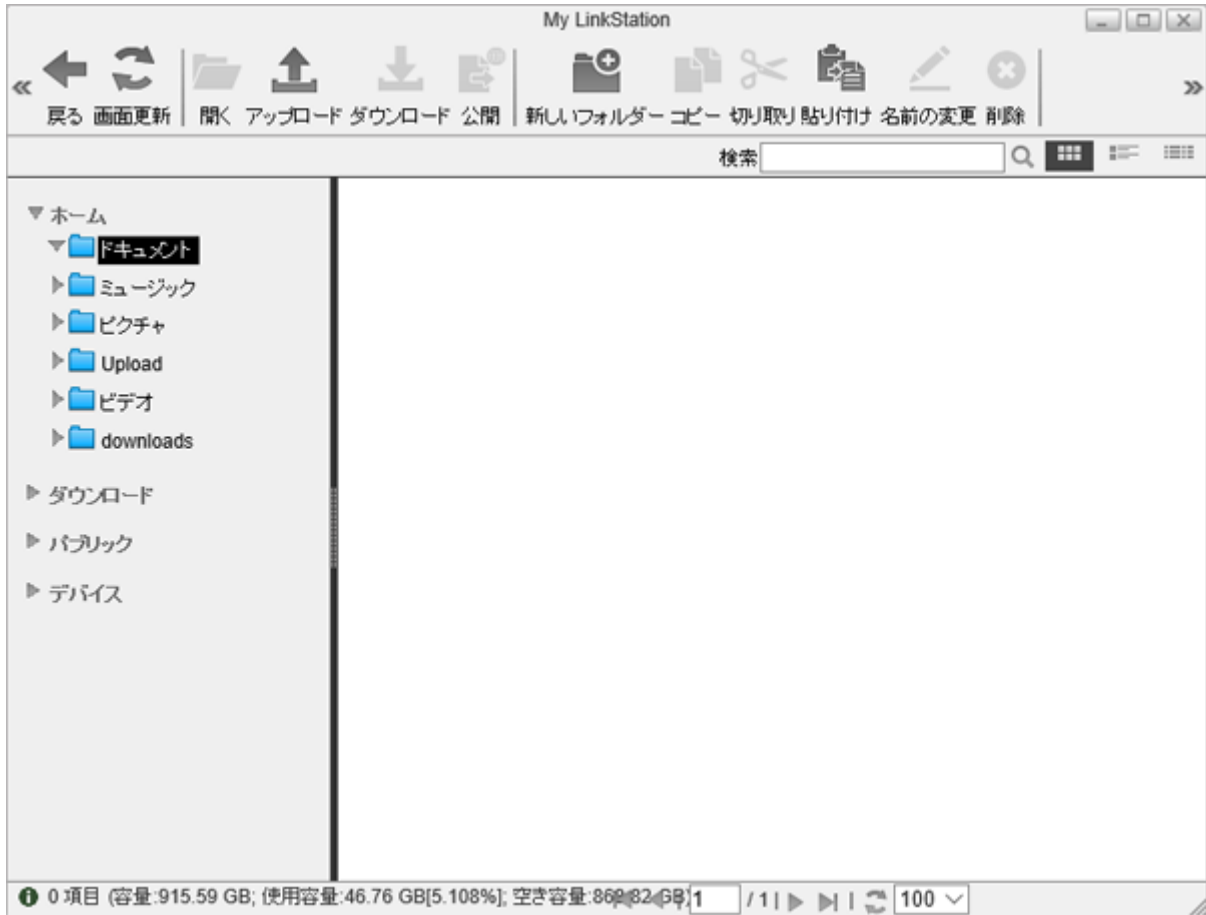 My LinkStation
戻る 画面更新 開く アップロード ダウンロード 公開 新しいフォルダー コピー 切り取り 貼り付け 名前の変更 削除
検索
ホーム
ドキュメント
ミュージック
ピクチャ
Upload
ビデオ
downloads
ダウンロード
パブリック
デバイス
0 項目 (容量:915.59 GB; 使用容量:46.76 GB[5.108%]; 空き容量:868.82 GB) 1 / 1 100